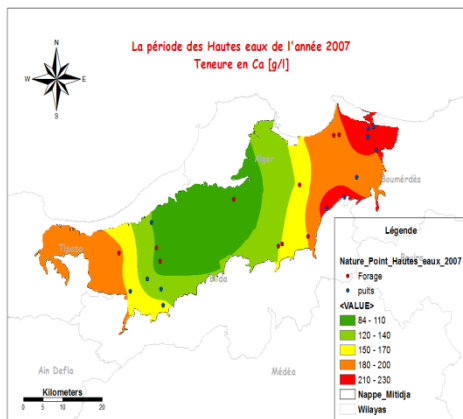 La période des Hautes eaux de l'année 2007
Teneure en Ca [g/l]
N
W E
S
Alger
Boumérdès
Tipaza
Blida
Ain Defla
Médéa
Légende
Nature_Point_Hautes_eaux_2007
Forage
puits
<VALUE>
84 - 110
120 - 140
150 - 170
180 - 200
210 - 230
Nappe_Mitidja
Wilayas
Kilometers
0 5 10 20